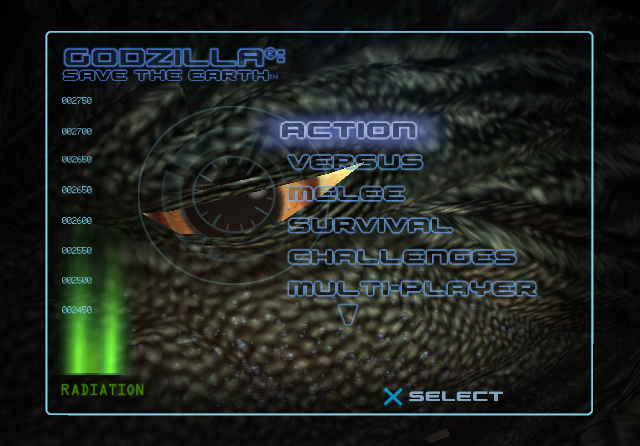 GODZILLA®:
SAVE THE EARTH™
002750
002700
002650
002650
002600
002550
002500
002450
RADIATION
ACTION
VERSUS
MELEE
SURVIVAL
CHALLENGES
MULTI-PLAYER
SELECT